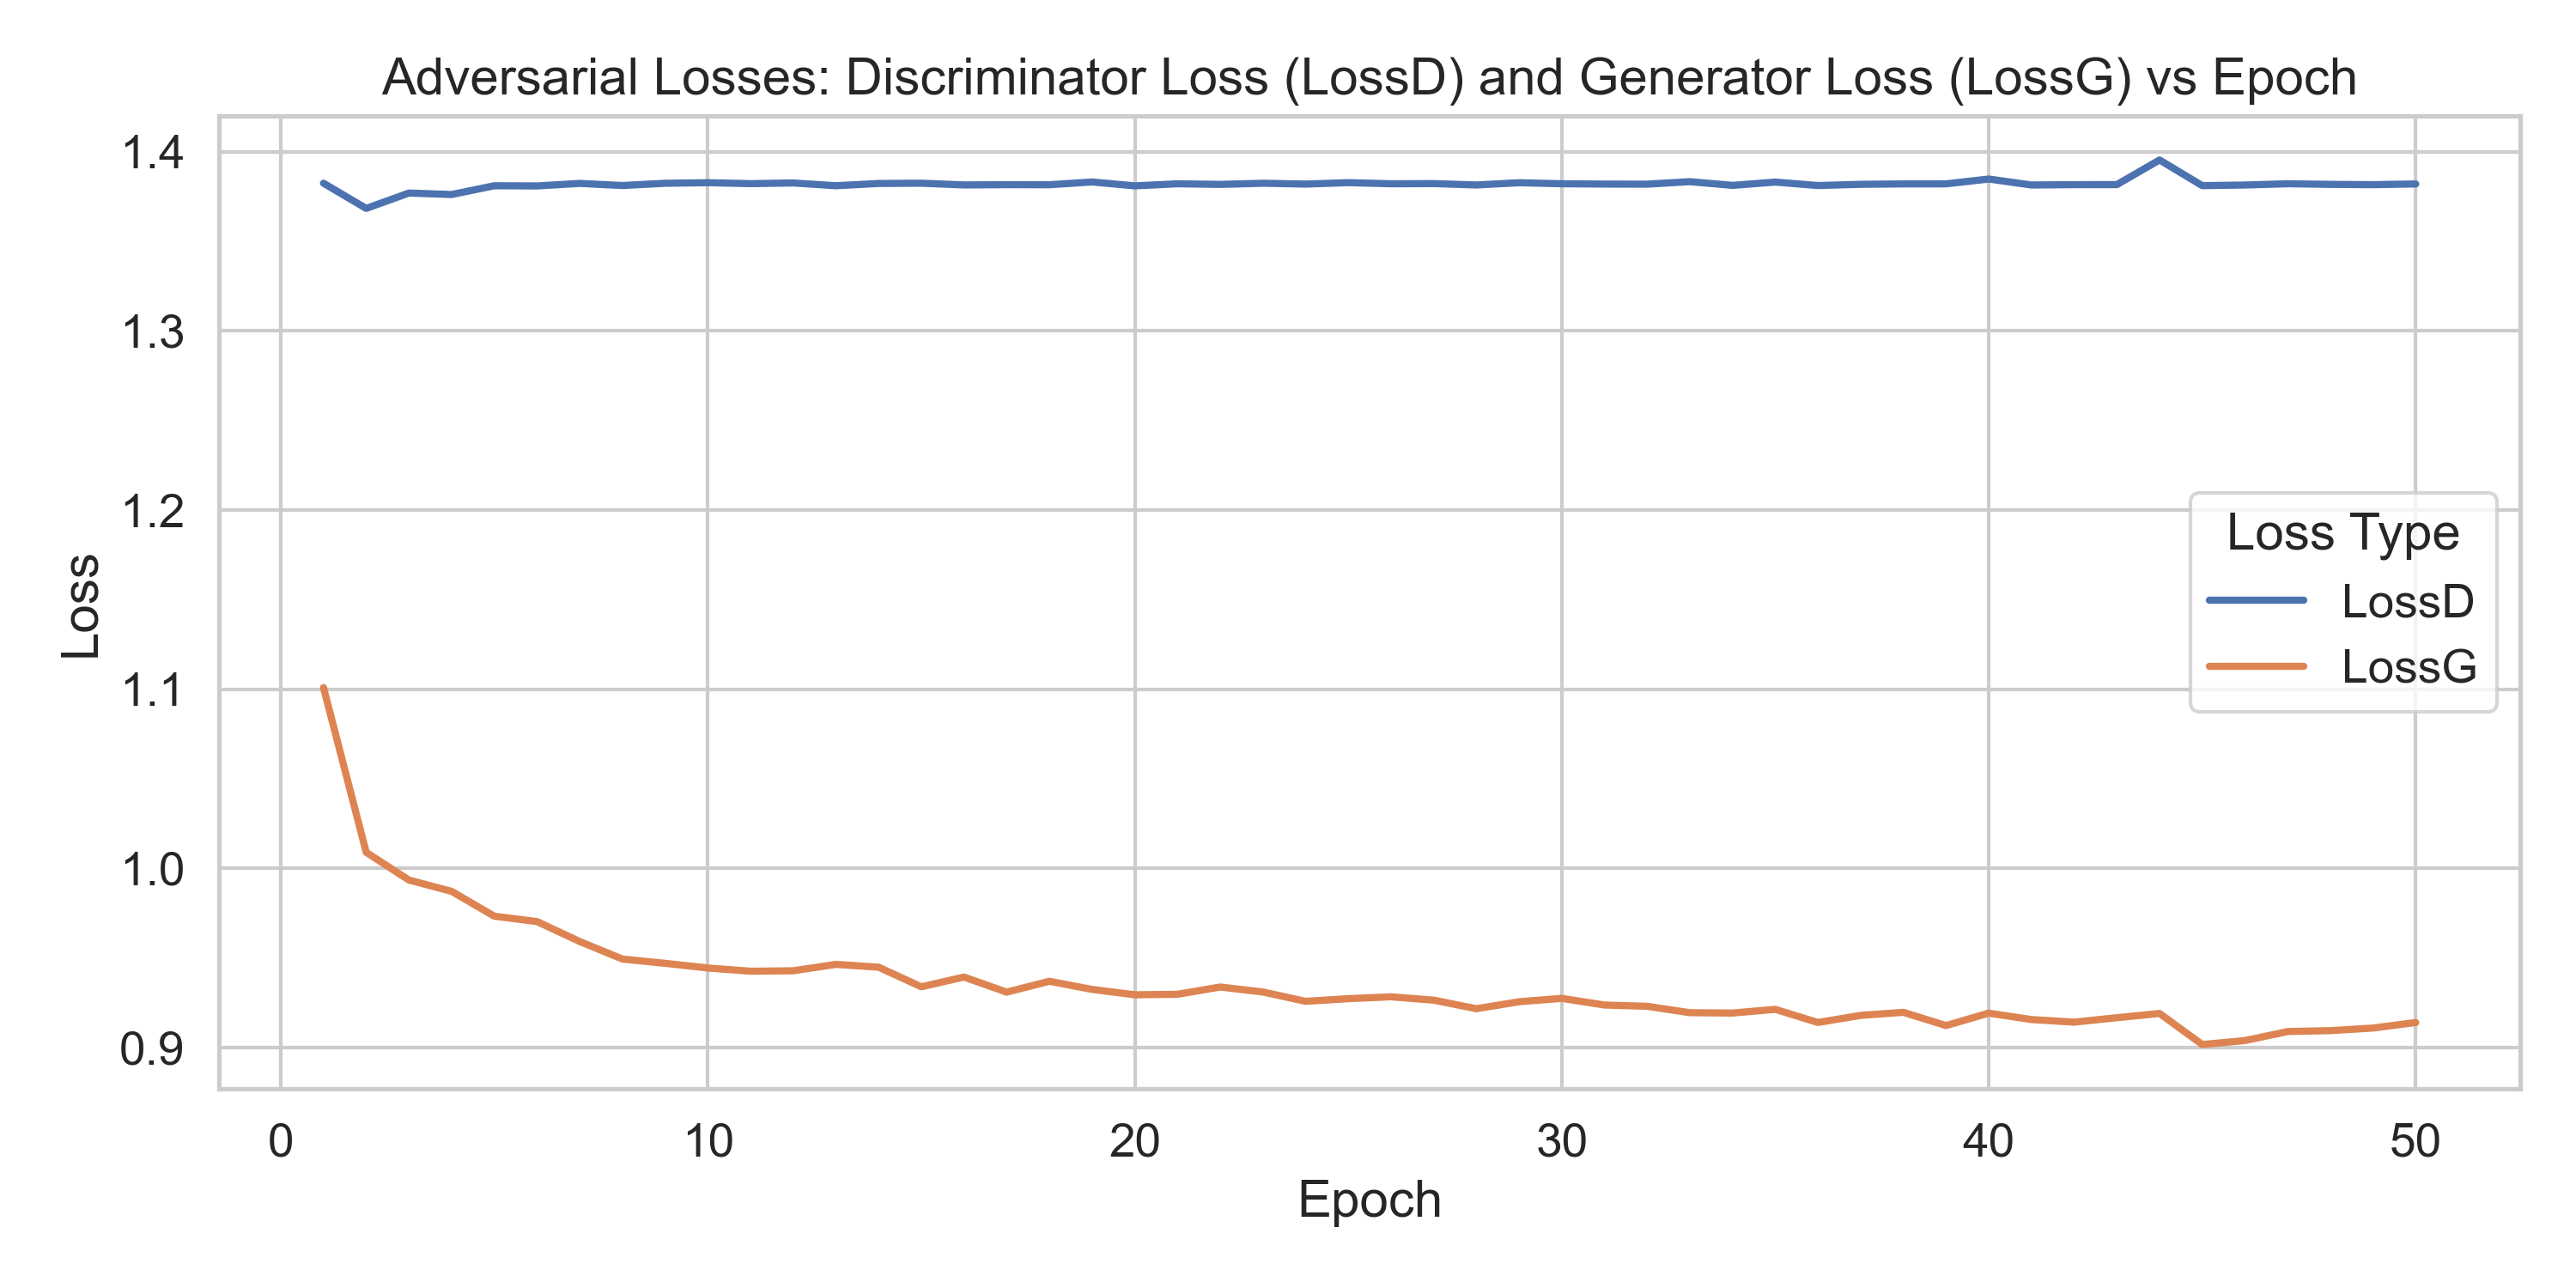 Adversarial Losses: Discriminator Loss (LossD) and Generator Loss (LossG) vs Epoch
1.4
1.3
1.2
1.1
1.0
0.9
Loss
Loss Type
LossD
LossG
0 10 20 30 40 50
Epoch